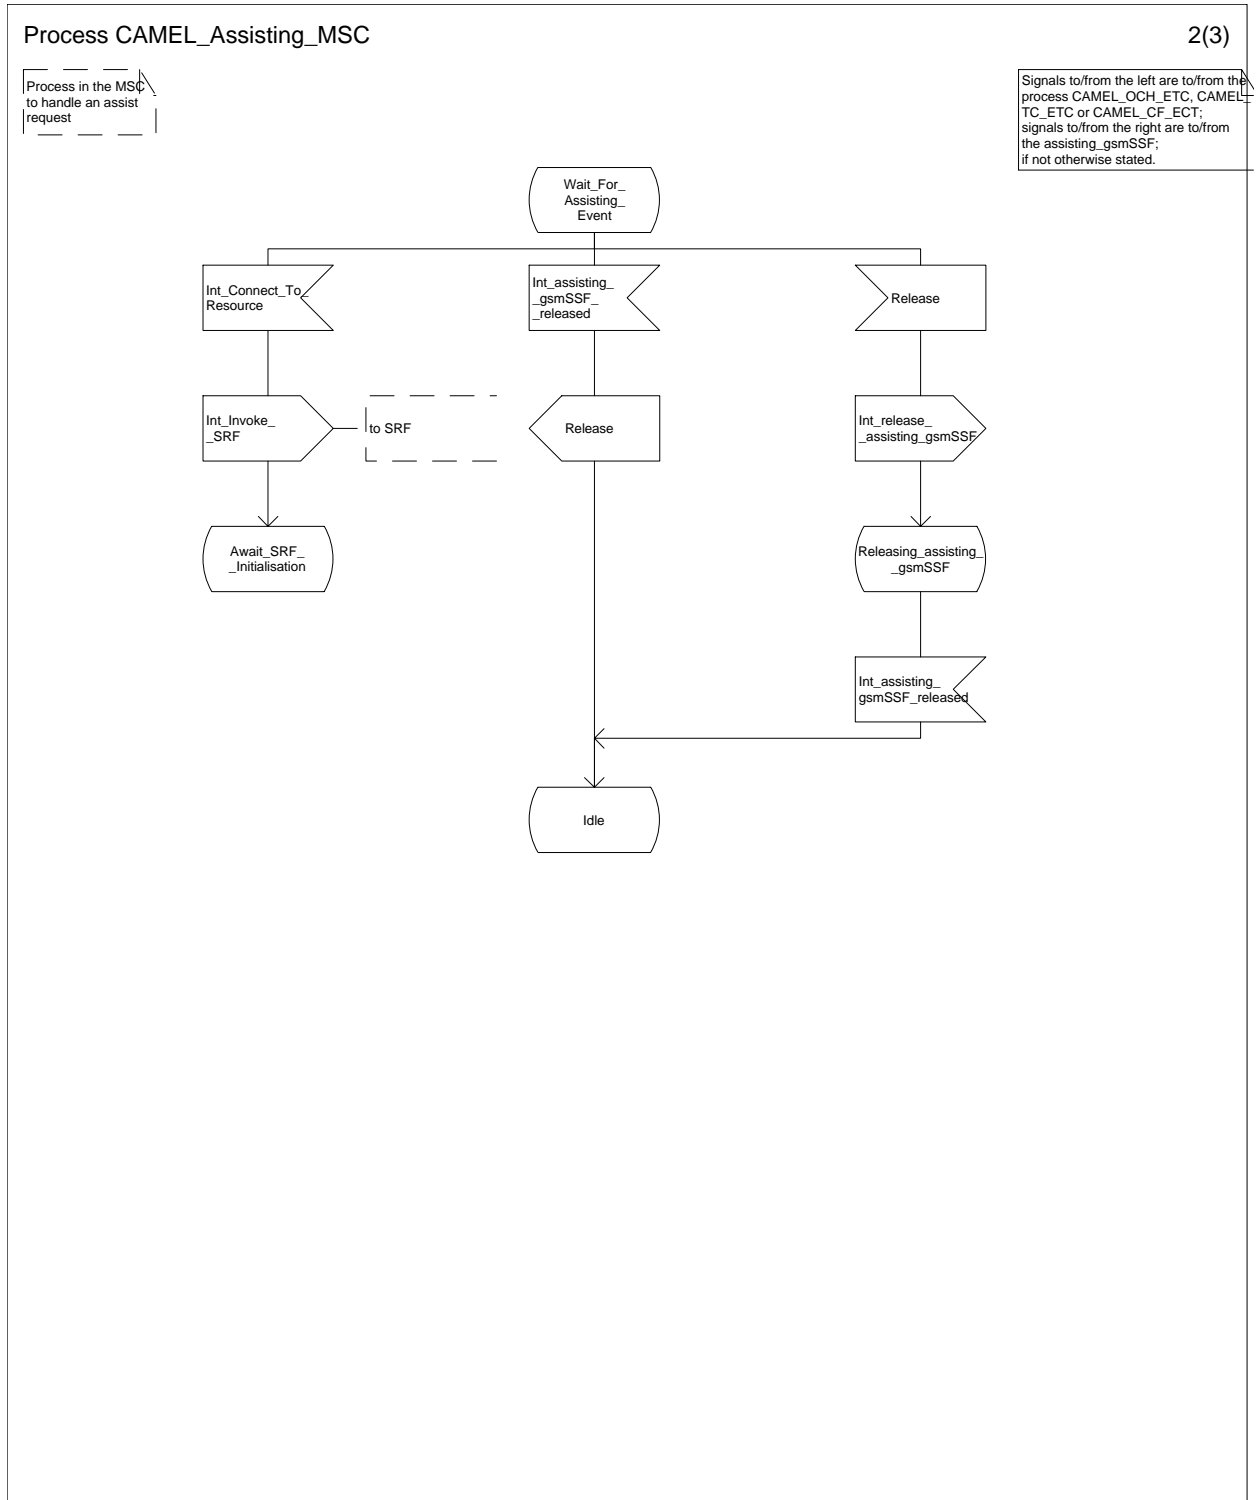 Process CAMEL_Assisting_MSC
2(3)
Process in the MSC
to handle an assist
request
Signals to/from the left are to/from the
process CAMEL_OCH_ETC, CAMEL_
TC_ETC or CAMEL_CF_ECT;
signals to/from the right are to/from
the assisting_gsmSSF;
if not otherwise stated.
Wait_For_
Assisting_
Event
Int_Connect_To_
Resource
Int_assisting_
_gsmSSF_
_released
Release
Int_Invoke_
_SRF
to SRF
Release
Int_release_
_assisting_gsmSSF
Await_SRF_
_Initialisation
Releasing_assisting_
_gsmSSF
Int_assisting_
gsmSSF_released
Idle